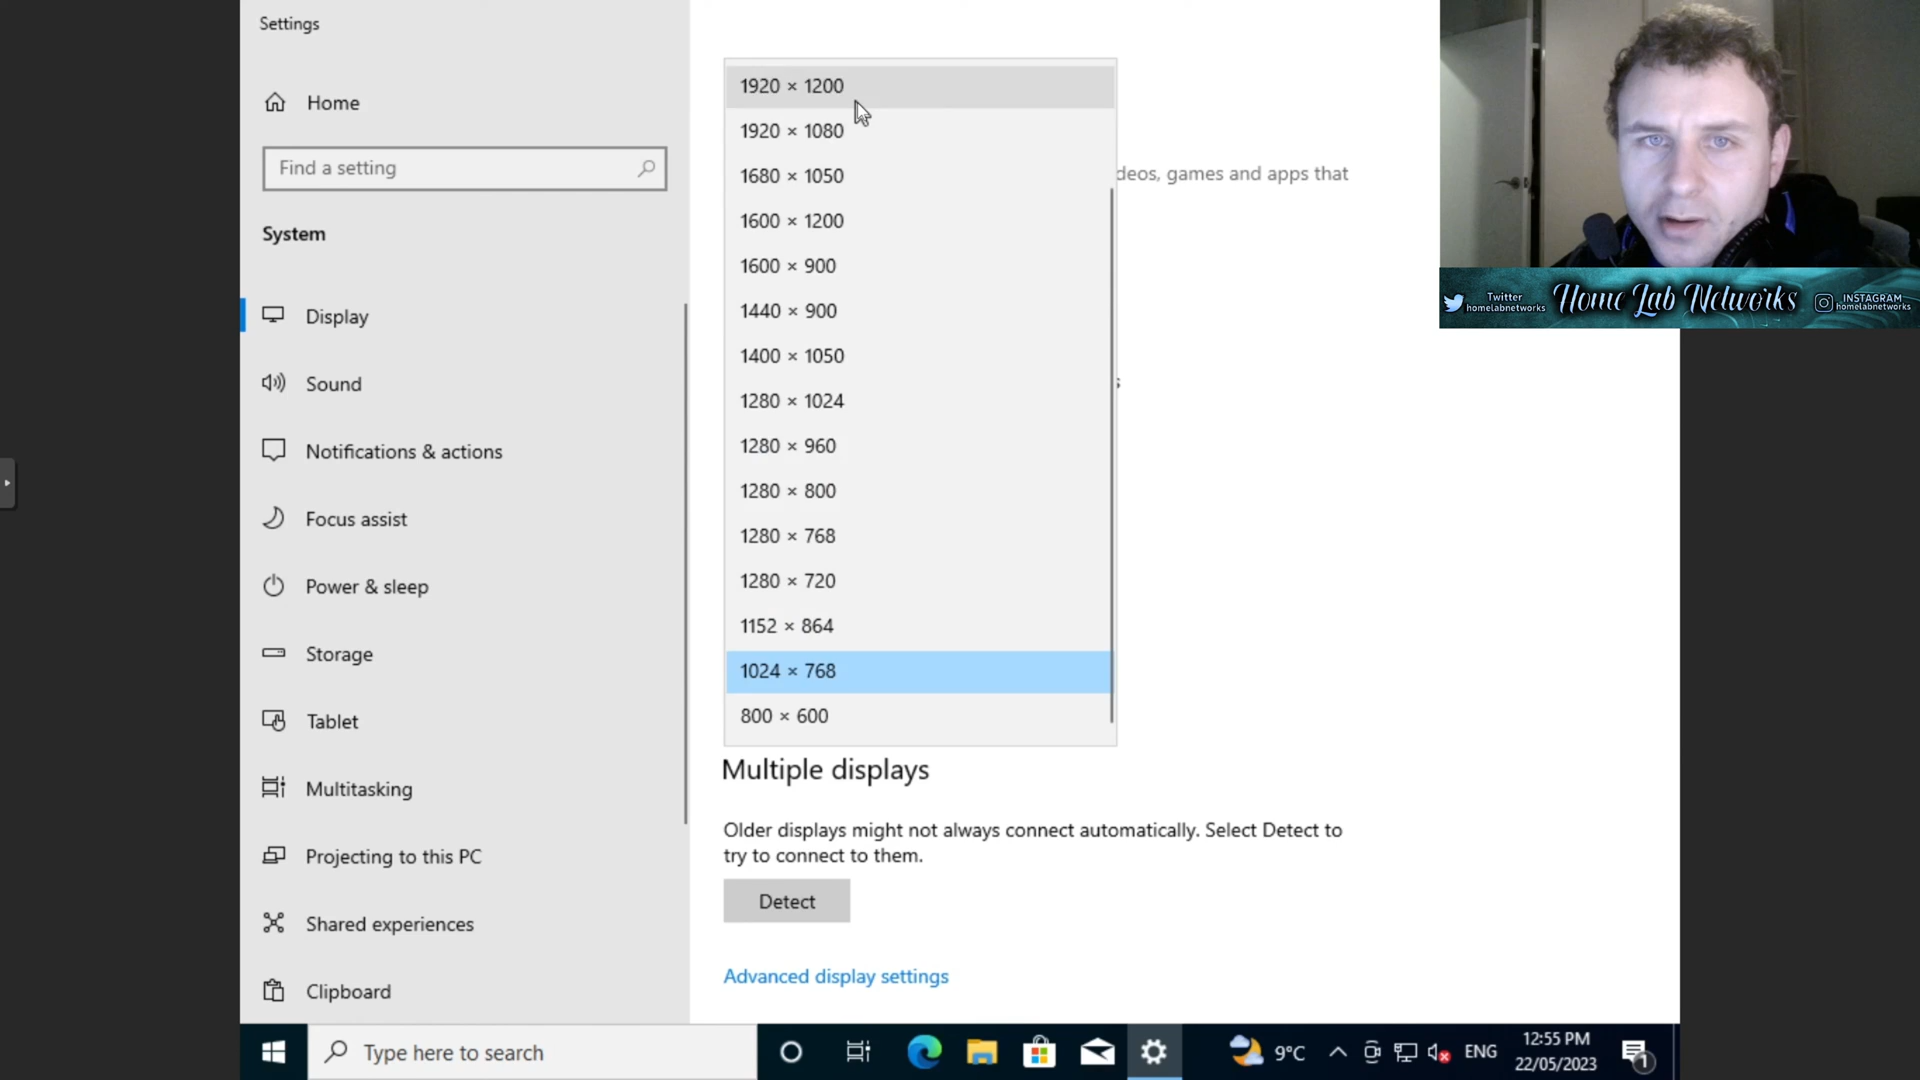 Settings
Home
Find a setting
System
Display
Sound
Notifications & actions
Focus assist
Power & sleep
Storage
Tablet
Multitasking
Projecting to this PC
Shared experiences
Clipboard
1920 × 1200
1920 × 1080
1680 × 1050
1600 × 1200
1600 × 900
1440 × 900
1400 × 1050
1280 × 1024
1280 × 960
1280 × 800
1280 × 768
1280 × 720
1152 × 864
1024 × 768
800 × 600
deos, games and apps that
s
Multiple displays
Older displays might not always connect automatically. Select Detect to
try to connect to them.
Detect
Advanced display settings
Twitter
homelabnetworks
Home Lab Networks
INSTAGRAM
homelabnetworks
Type here to search
9°C
ENG
12:55 PM
22/05/2023
1